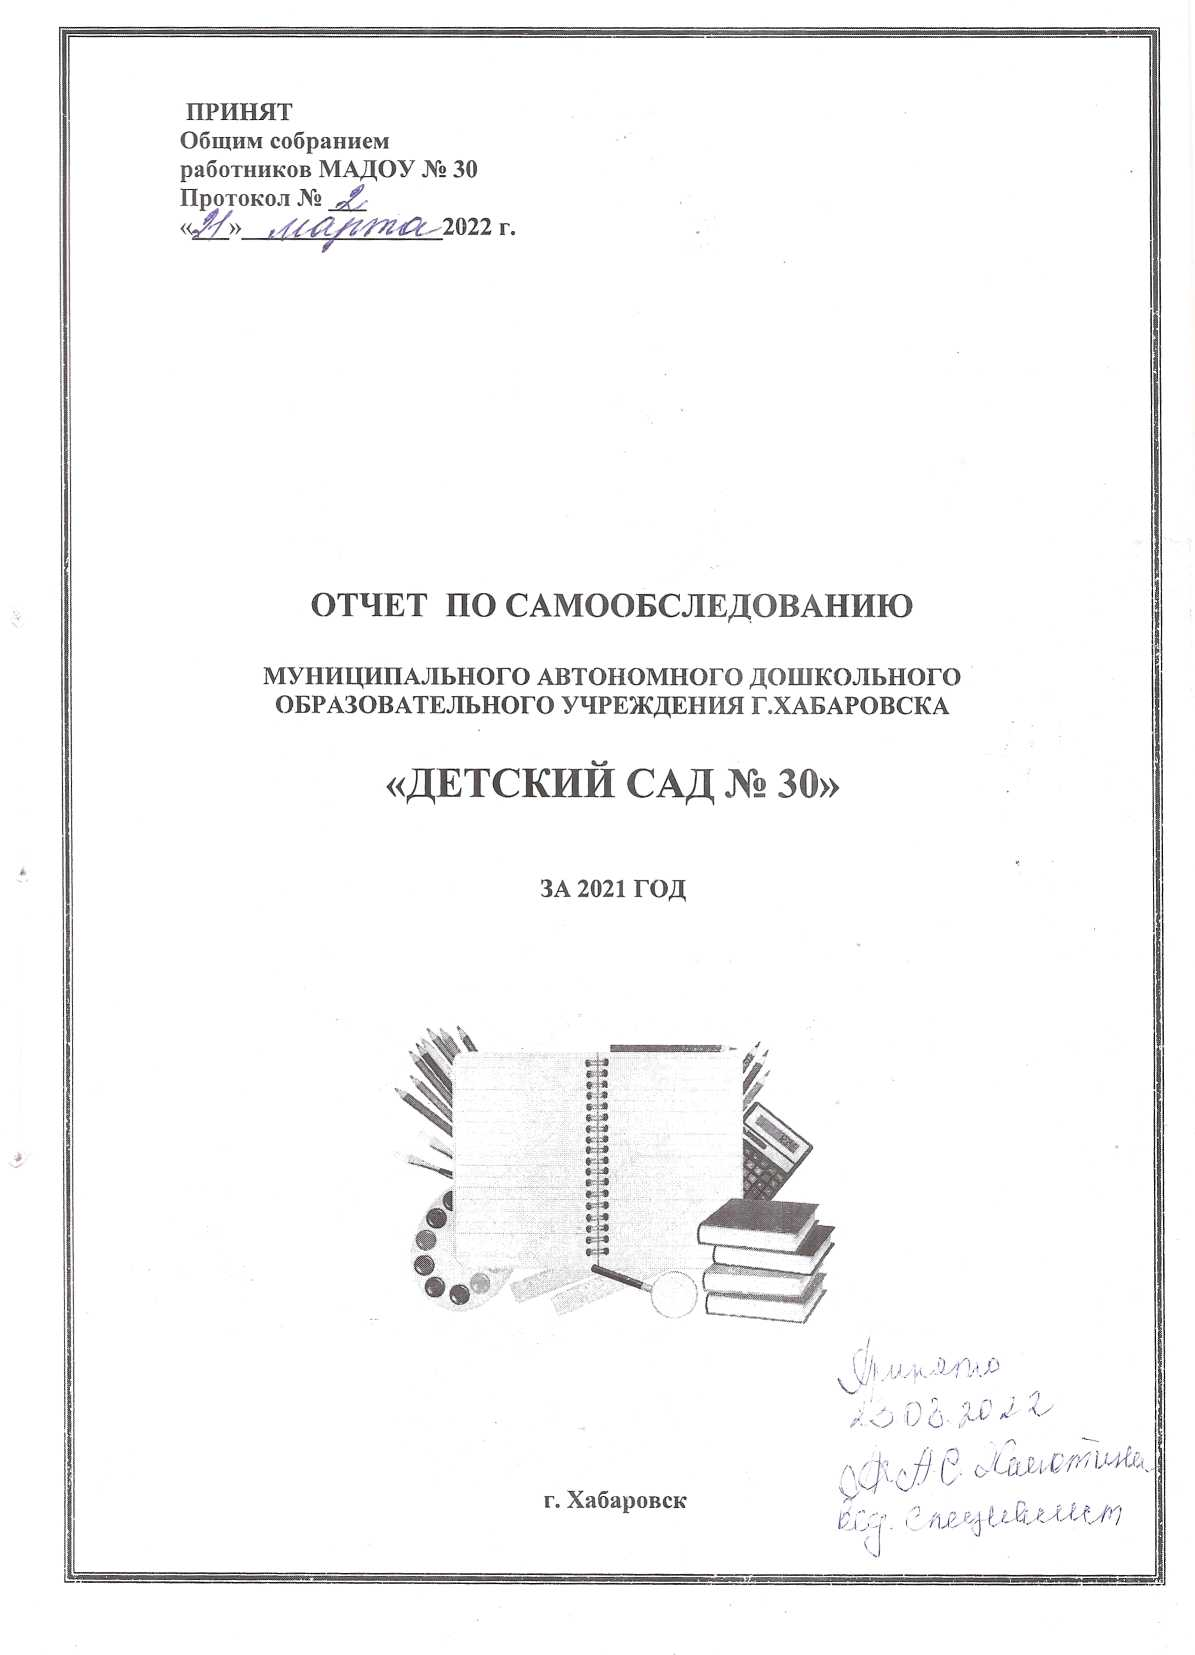 ПРИНЯТ
Общим собранием
работников МАДОУ № 30
Протокол № 2
«21» марта 2022 г.
ОТЧЕТ ПО САМООБСЛЕДОВАНИЮ
МУНИЦИПАЛЬНОГО АВТОНОМНОГО ДОШКОЛЬНОГО
ОБРАЗОВАТЕЛЬНОГО УЧРЕЖДЕНИЯ Г.ХАБАРОВСКА
«ДЕТСКИЙ САД № 30»
ЗА 2021 ГОД
Принято
23 03. 2022
А С.
г. Хабаровск
вед. специалист